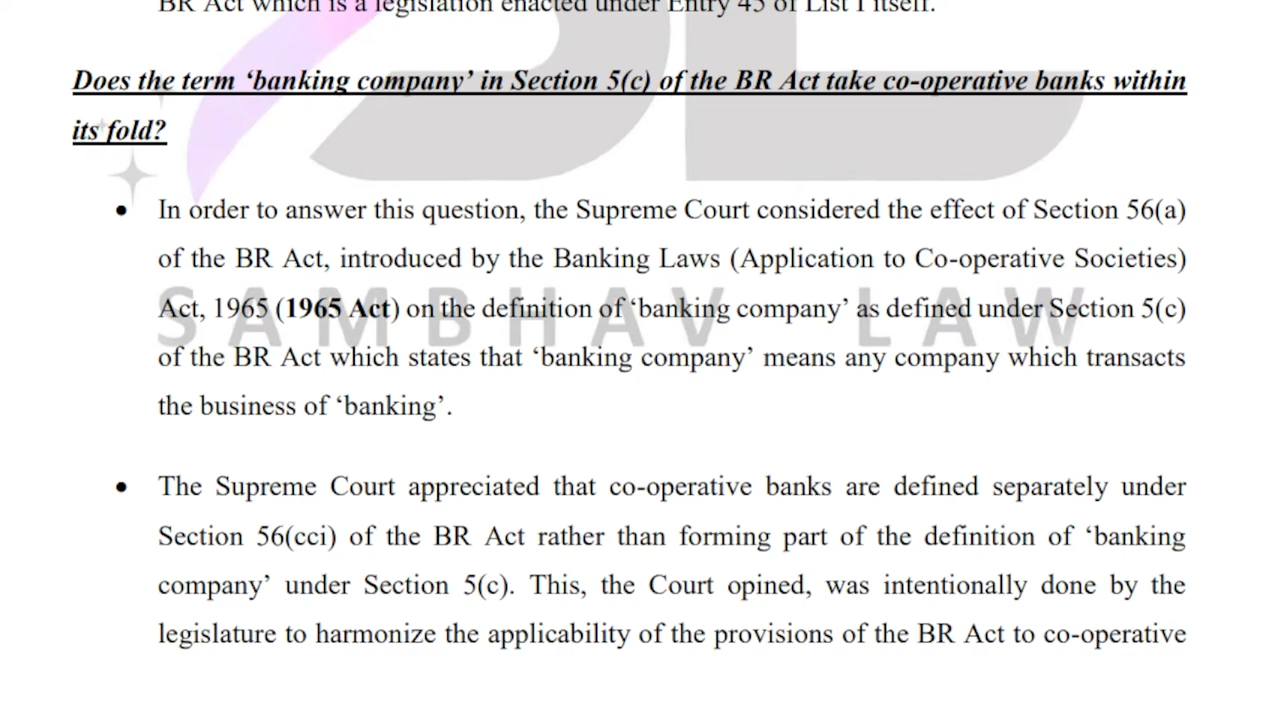 BR Act which is a legislation enacted under Entry 45 of List I itself.
Does the term ‘banking company’ in Section 5(c) of the BR Act take co-operative banks within
its fold?
• In order to answer this question, the Supreme Court considered the effect of Section 56(a)
of the BR Act, introduced by the Banking Laws (Application to Co-operative Societies)
Act, 1965 (1965 Act) on the definition of ‘banking company’ as defined under Section 5(c)
of the BR Act which states that ‘banking company’ means any company which transacts
the business of ‘banking’.
• The Supreme Court appreciated that co-operative banks are defined separately under
Section 56(cci) of the BR Act rather than forming part of the definition of ‘banking
company’ under Section 5(c). This, the Court opined, was intentionally done by the
legislature to harmonize the applicability of the provisions of the BR Act to co-operative
SAMBHAV LAW